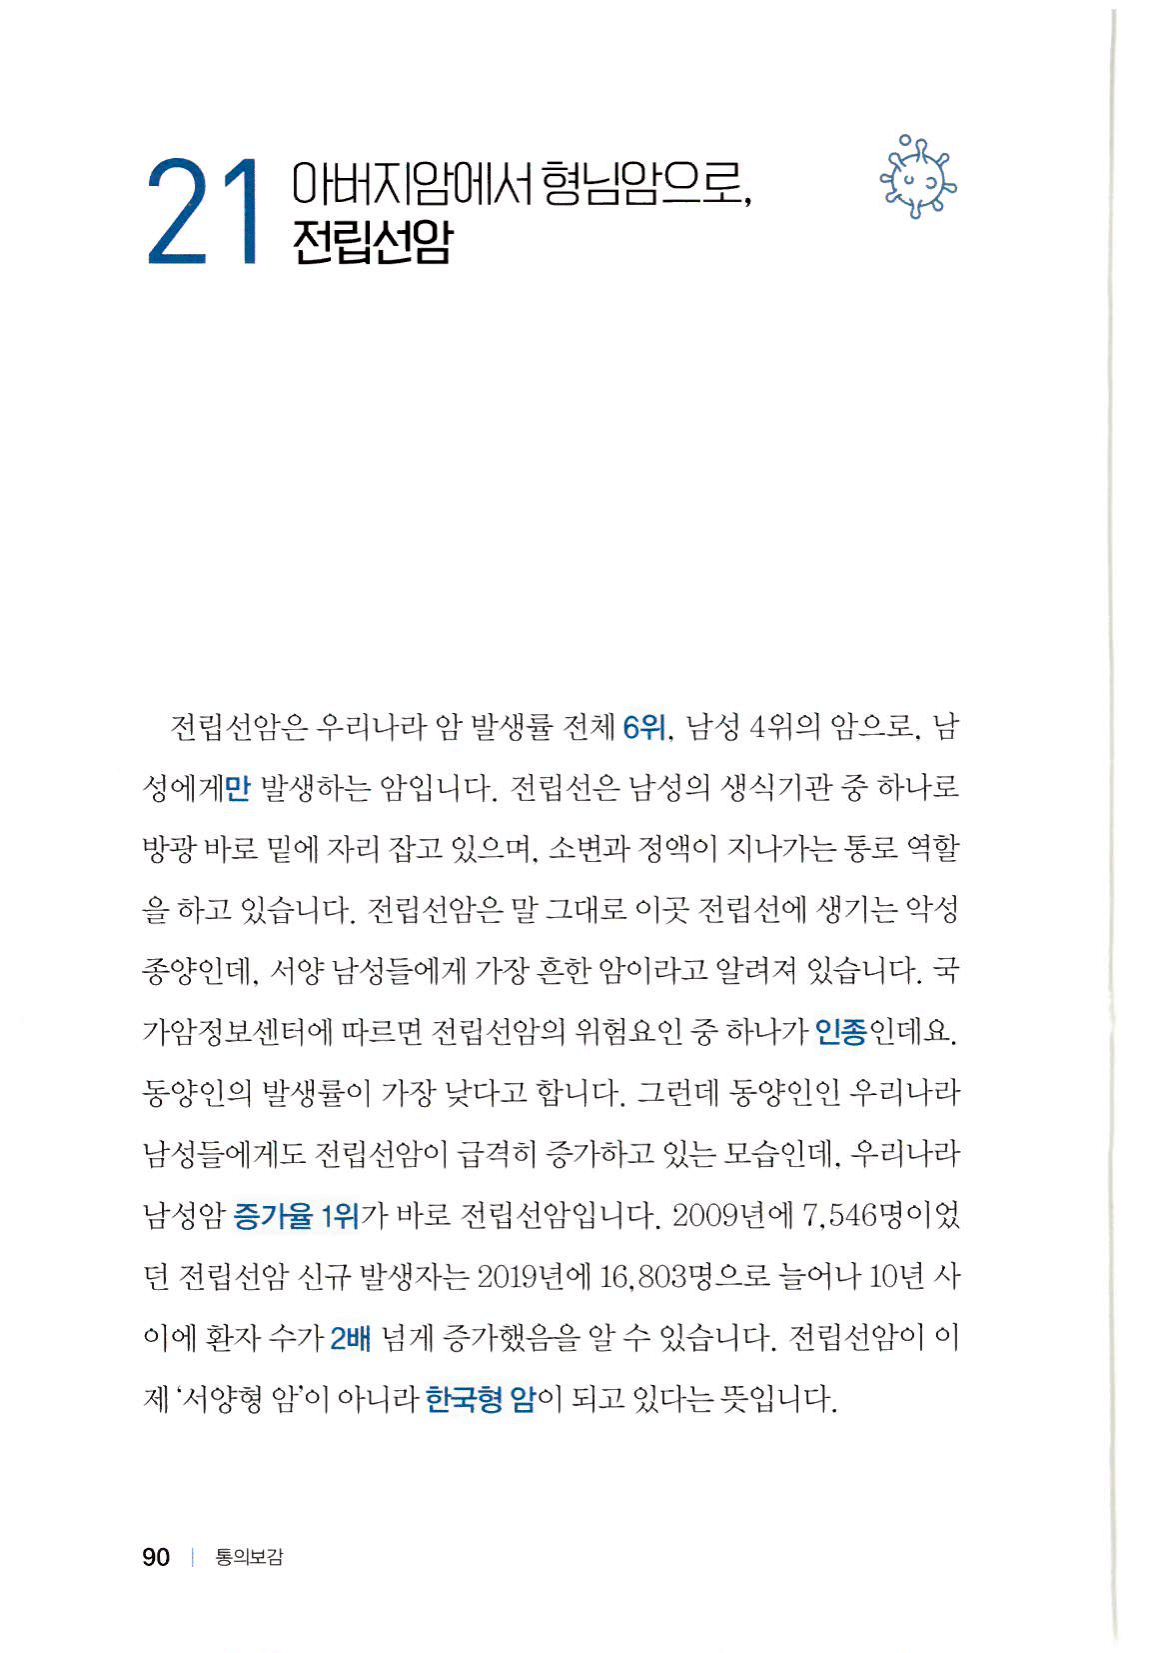 21 아버지암에서 형님암으로,
전립선암
전립선암은 우리나라 암 발생률 전체 6위, 남성 4위의 암으로, 남
성에게만 발생하는 암입니다. 전립선은 남성의 생식기관 중 하나로
방광 바로 밑에 자리 잡고 있으며, 소변과 정액이 지나가는 통로 역할
을 하고 있습니다. 전립선암은 말 그대로 이곳 전립선에 생기는 악성
종양인데, 서양 남성들에게 가장 흔한 암이라고 알려져 있습니다. 국
가암정보센터에 따르면 전립선암의 위험요인 중 하나가 인종인데요.
동양인의 발생률이 가장 낮다고 합니다. 그런데 동양인인 우리나라
남성들에게도 전립선암이 급격히 증가하고 있는 모습인데, 우리나라
남성암 증가율 1위가 바로 전립선암입니다. 2009년에 7,546명이었
던 전립선암 신규 발생자는 2019년에 16,803명으로 늘어나 10년 사
이에 환자 수가 2배 넘게 증가했음을 알 수 있습니다. 전립선암이 이
제 ‘서양형 암’이 아니라 한국형 암이 되고 있다는 뜻입니다.
90 | 통의보감